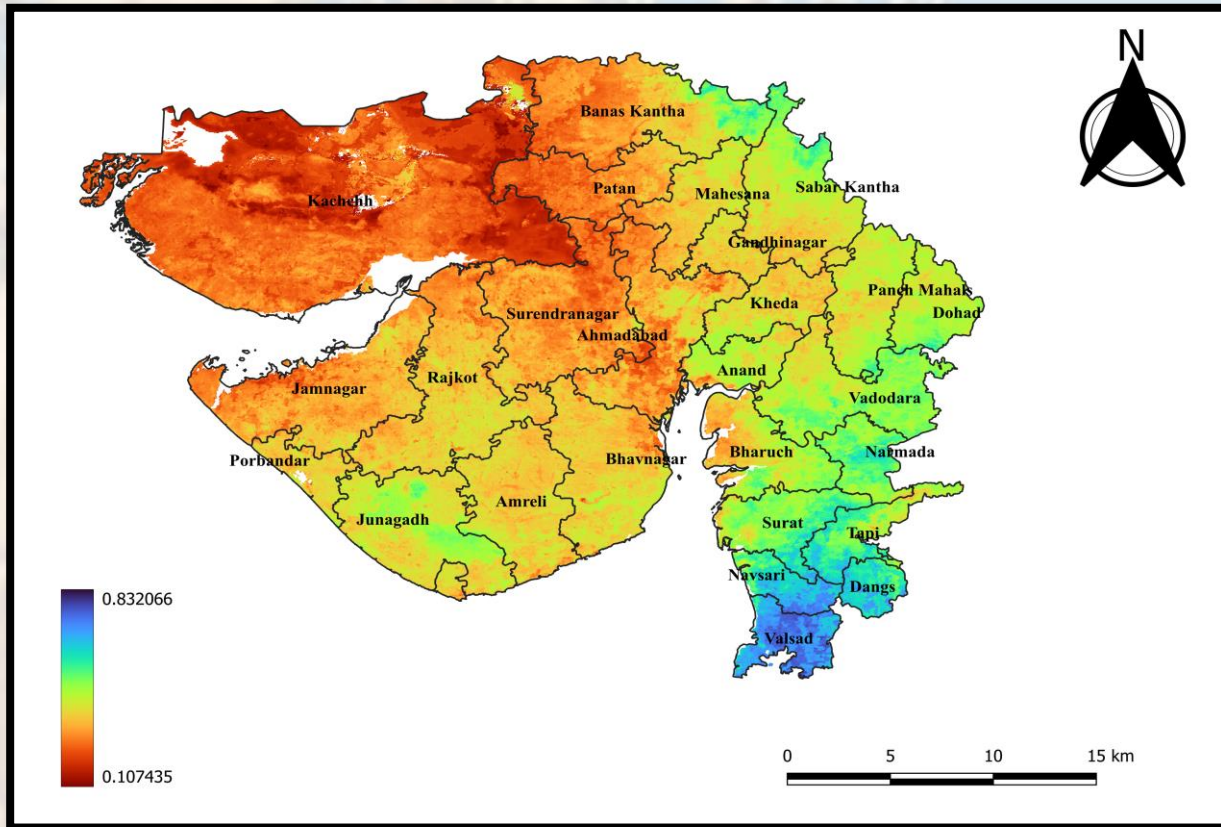 N
Banas Kantha
Patan
Mahesana
Sabar Kantha
Kachchh
Gandhinagar
Panch Mahals
Kheda
Dohad
Surendranagar
Ahmadabad
Anand
Jamnagar
Rajkot
Vadodara
Porbandar
Bhavnagar
Bharuch
Narmada
Amreli
Junagadh
Surat
Tapi
Navsari
Dangs
Valsad
0.832066
0.107435
0 5 10 15 km